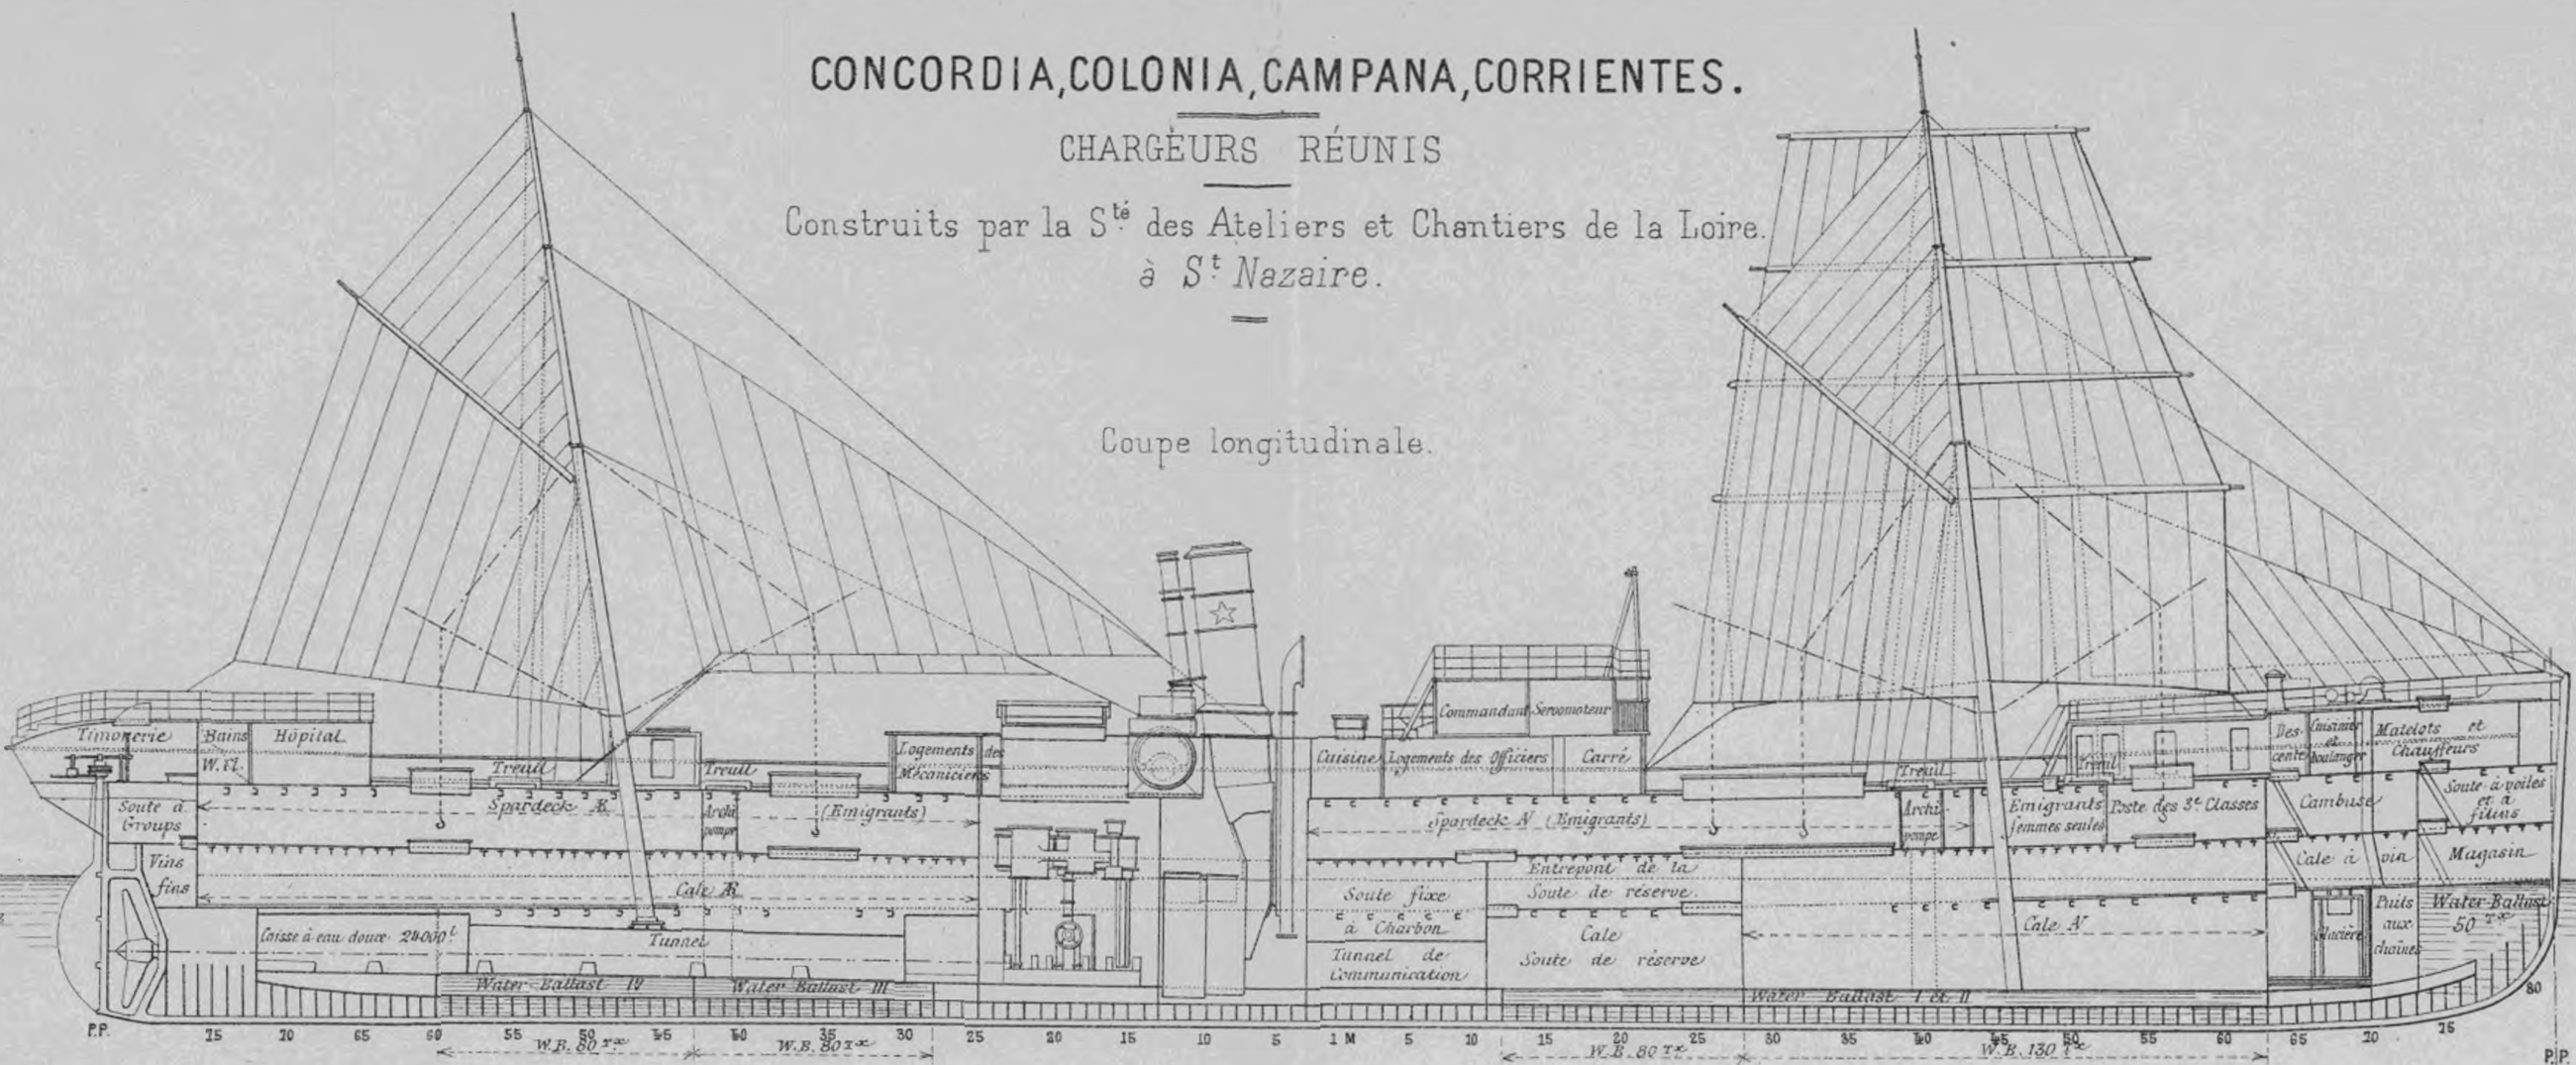 CONCORDIA, COLONIA, CAMPANA, CORRIENTES.
CHARGEURS RÉUNIS
Construits par la Sté des Ateliers et Chantiers de la Loire.
à St Nazaire.
Coupe longitudinale.
Timonerie
Bains
W.Cl.
Hôpital
Treuil
Treuil
Logements des
Mécaniciens
Cuisine
Logements des Officiers
Carré
Commandant
Servomoteur
Treuil
Treuil
Des-
cente
Cuisinier
et
boulanger
Matelots et
Chauffeurs
Soute à
Groups
Spardeck AR
Archi
pompe
(Emigrants)
Spardeck AV (Emigrants)
Archi-
pompe
Emigrants
femmes seules
Poste des 3e Classes
Cambuse
Soute à voiles
et à
filins
Vins
fins
Cale AR
Soute fixe
à Charbon
Entrepont de la
Soute de réserve.
Cale
Soute de réserve
Cale AV
Cale à vin
Magasin
Caisse à eau douce 24000l.
Tunnel
Tunnel de
Communication
Glacière
Puits
aux
chaînes
Water-Ballast
50 Tx
Water-Ballast IV
Water Ballast III
Water Ballast I et II
P.P. 75 70 65 60 55 50 45 40 35 30 25 20 15 10 5 1 M 5 10 15 20 25 30 35 40 45 50 55 60 65 70 75 80 P.P.
W.B. 80 Tx W.B. 80 Tx W.B. 80 Tx W.B. 130 Tx